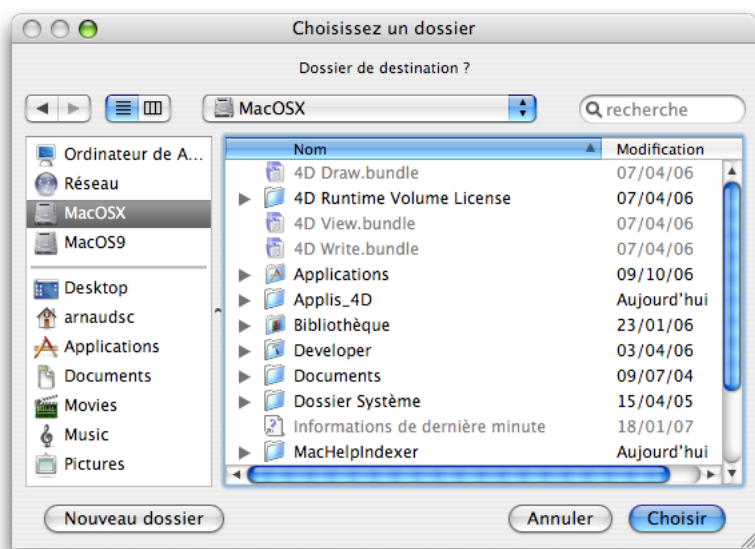 Choisissez un dossier
Dossier de destination ?
MacOSX
recherche
Ordinateur de A...
Réseau
MacOSX
MacOS9
Desktop
arnaudsc
Applications
Documents
Movies
Music
Pictures
Nom Modification
4D Draw.bundle 07/04/06
4D Runtime Volume License 07/04/06
4D View.bundle 07/04/06
4D Write.bundle 07/04/06
Applications 09/10/06
Applis_4D Aujourd'hui
Bibliothèque 23/01/06
Developer 03/04/06
Documents 09/07/04
Dossier Système 15/04/05
Informations de dernière minute 18/01/07
MacHelpIndexer Aujourd'hui
Nouveau dossier
Annuler
Choisir